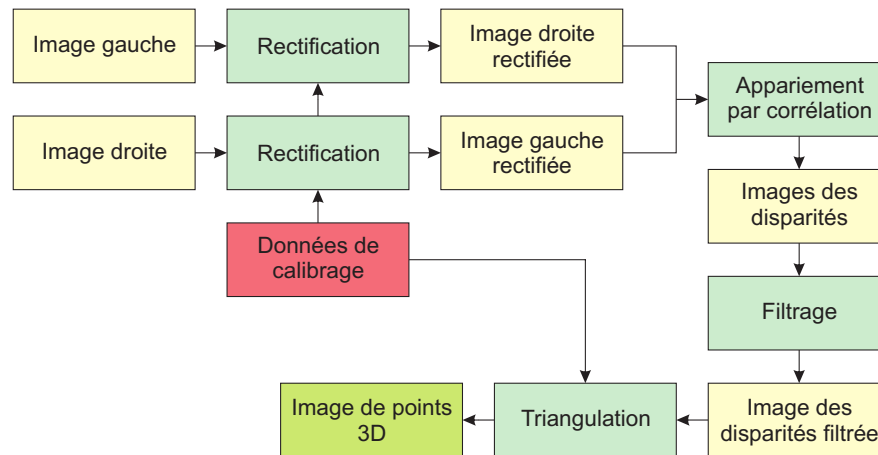 Image gauche
Rectification
Image droite
rectifiée
Appariement
par corrélation
Image droite
Rectification
Image gauche
rectifiée
Images des
disparités
Données de
calibrage
Filtrage
Image de points
3D
Triangulation
Image des
disparités filtrée